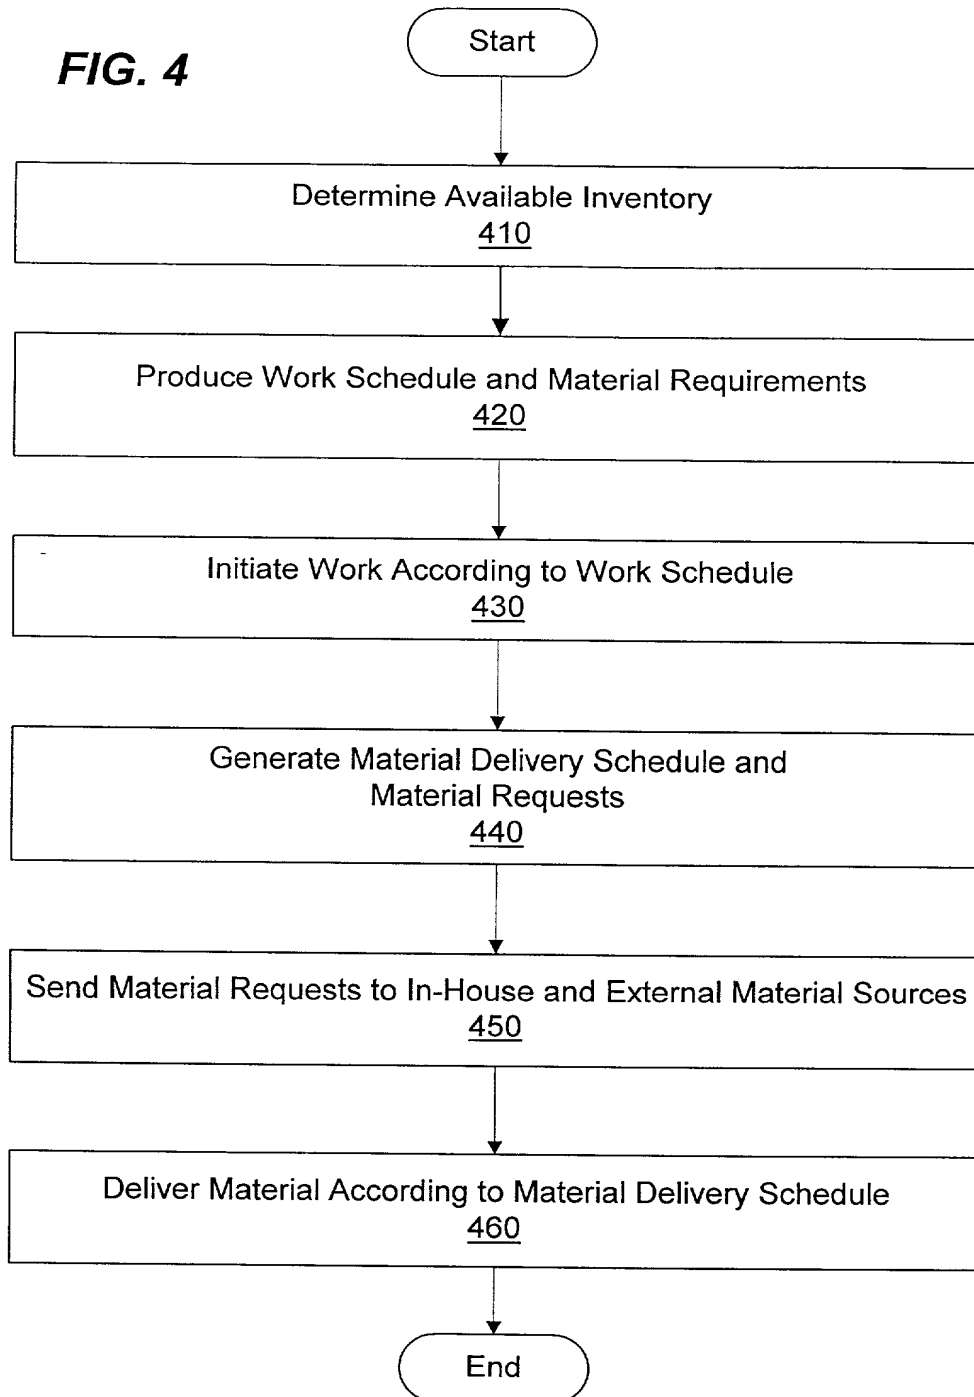 FIG. 4
Start
Determine Available Inventory
410
Produce Work Schedule and Material Requirements
420
Initiate Work According to Work Schedule
430
Generate Material Delivery Schedule and
Material Requests
440
Send Material Requests to In-House and External Material Sources
450
Deliver Material According to Material Delivery Schedule
460
End